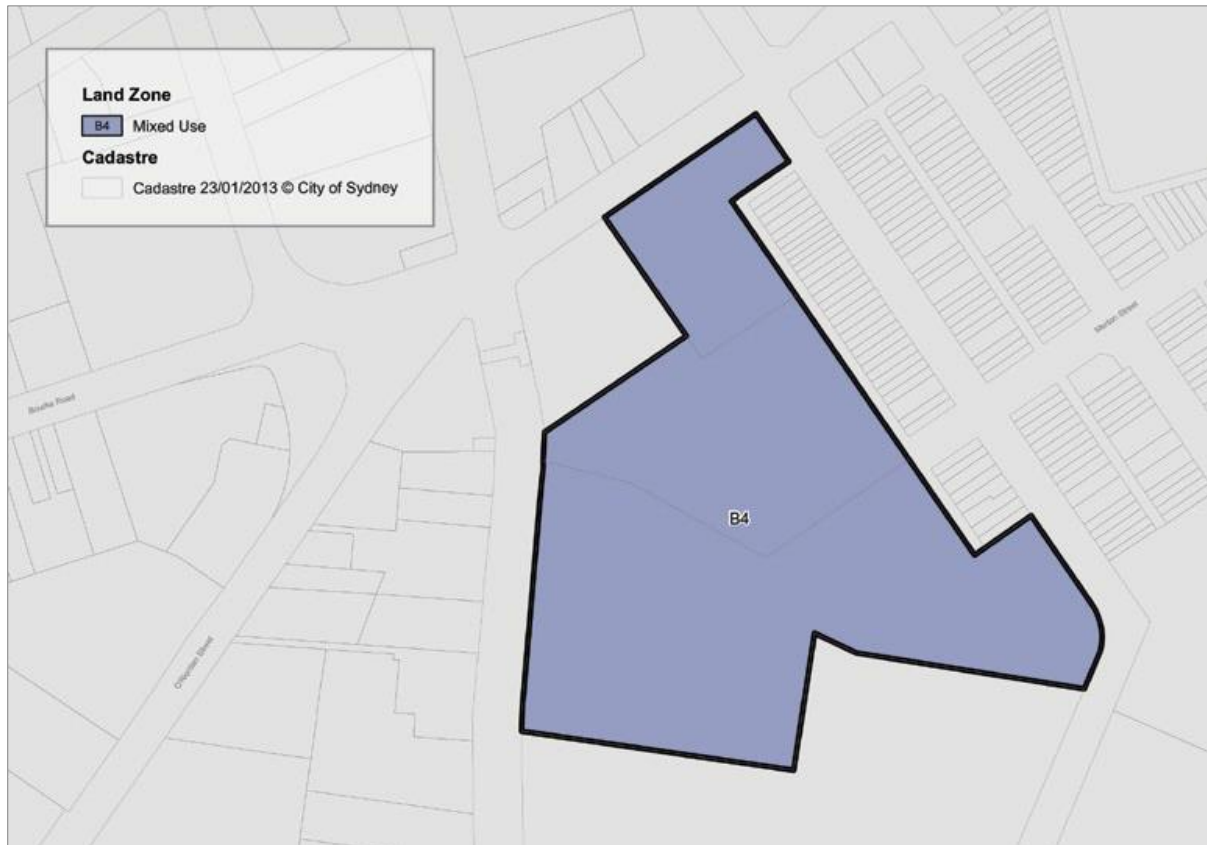 Land Zone
B4 Mixed Use
Cadastre
Cadastre 23/01/2013 © City of Sydney
Bourke Road
O'Riordan Street
Morton Street
B4